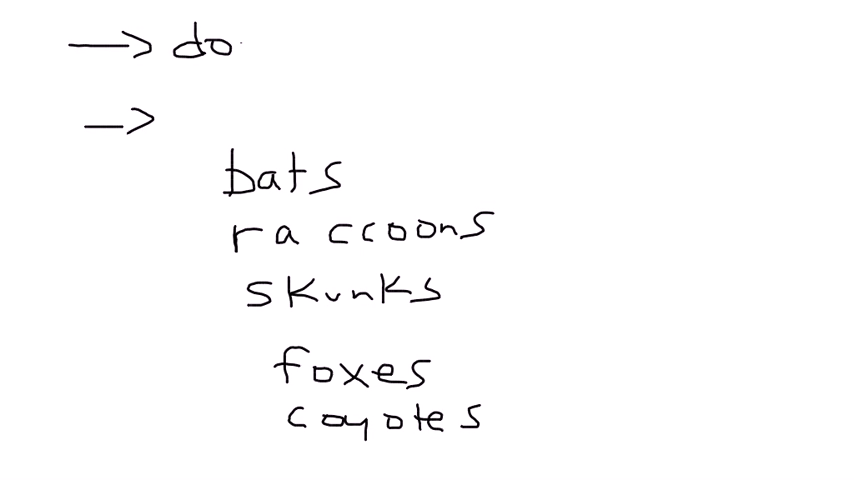 → do
→
bats
raccoons
skunks
foxes
coyotes